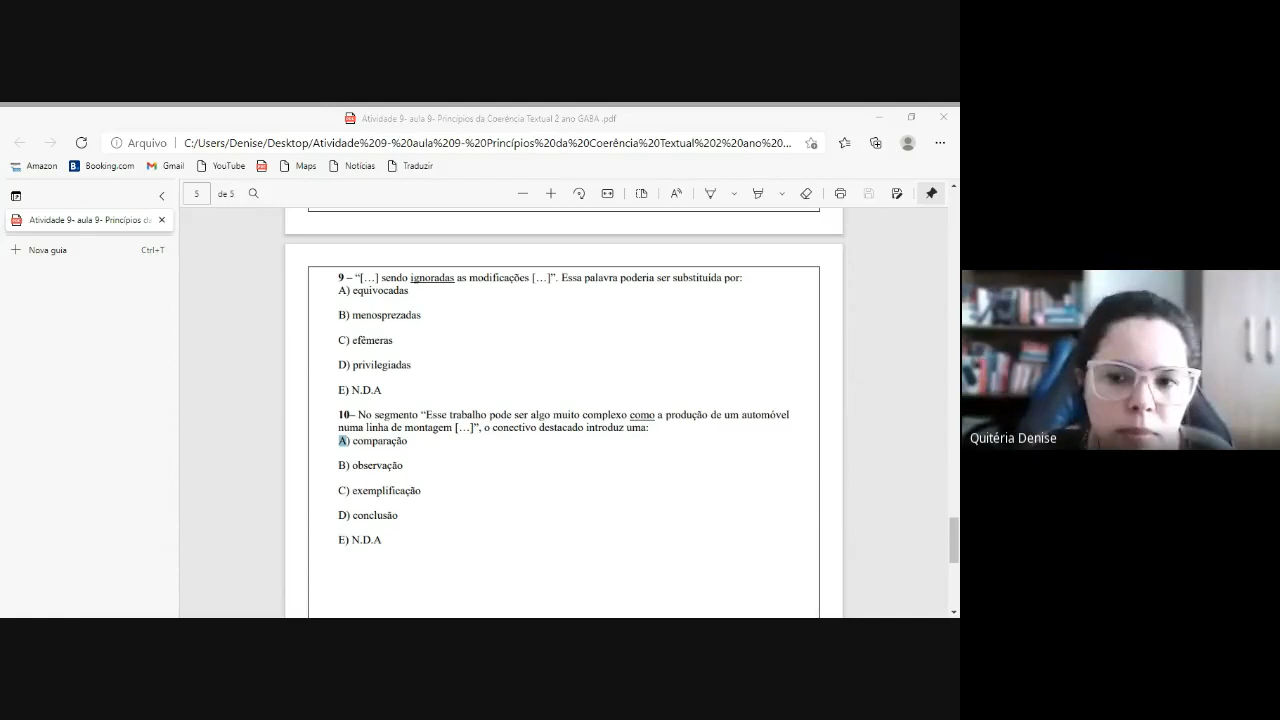 Atividade 9- aula 9- Princípios da Coerência Textual 2 ano GABA .pdf
Arquivo
C:/Users/Denise/Desktop/Atividade%209-%20aula%209-%20Princípios%20da%20Coerência%20Textual%202%20ano%20...
Amazon
Booking.com
Gmail
YouTube
Maps
Notícias
Traduzir
5 de 5
Atividade 9- aula 9- Princípios da
Nova guia Ctrl+T
9 – “[…] sendo ignoradas as modificações […]”. Essa palavra poderia ser substituída por:
A) equivocadas
B) menosprezadas
C) efêmeras
D) privilegiadas
E) N.D.A
10– No segmento “Esse trabalho pode ser algo muito complexo como a produção de um automóvel
numa linha de montagem […]”, o conectivo destacado introduz uma:
A) comparação
B) observação
C) exemplificação
D) conclusão
E) N.D.A
Quitéria Denise